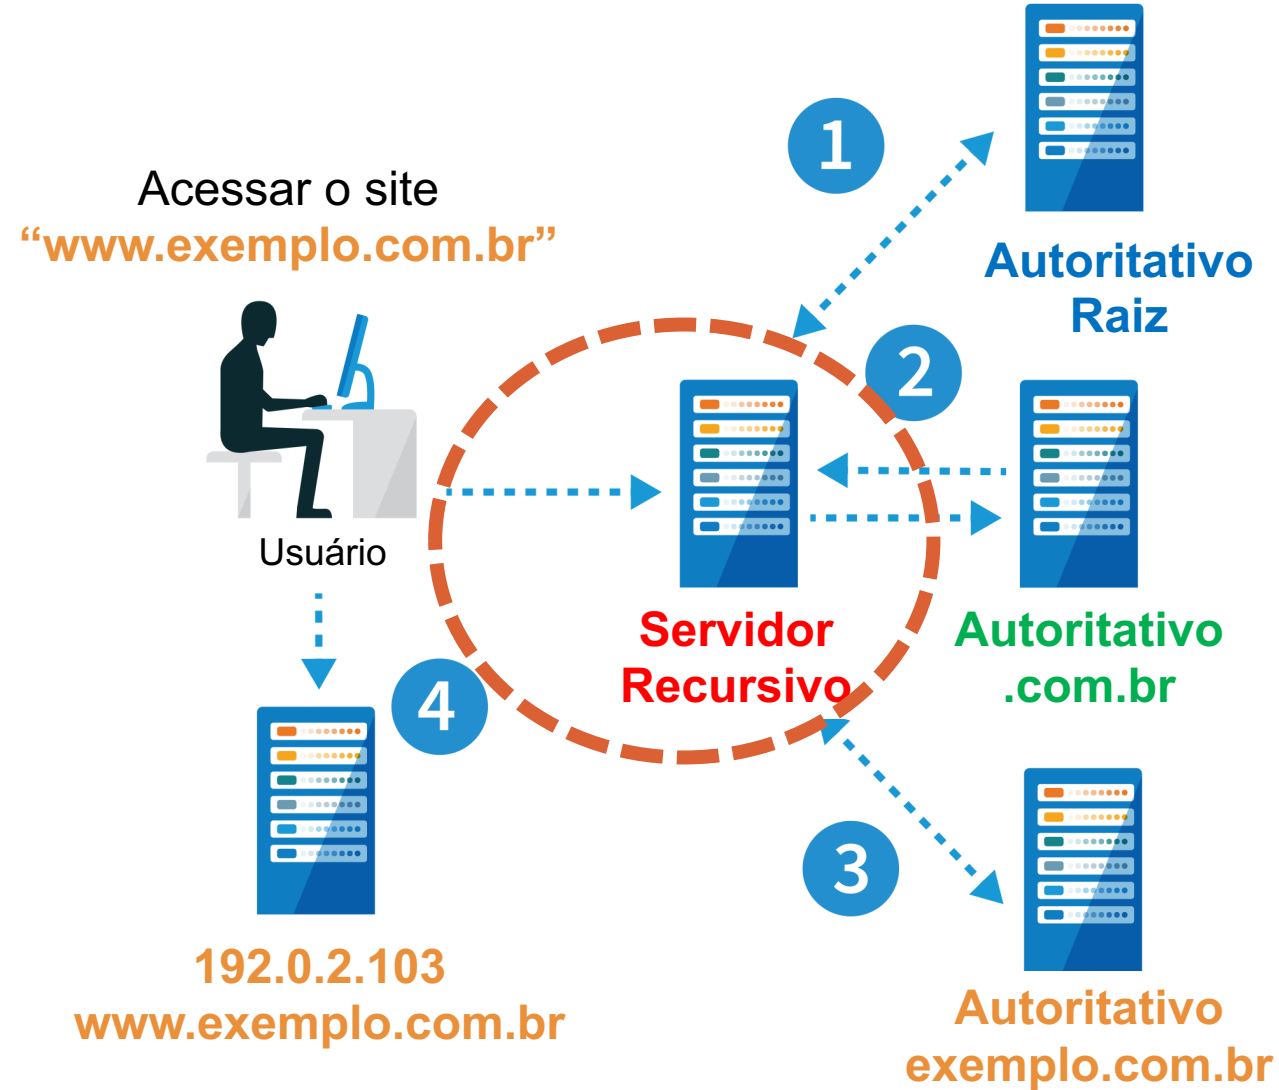 Acessar o site
“www.exemplo.com.br”
Usuário
1
Autoritativo
Raiz
2
Servidor
Recursivo
Autoritativo
.com.br
4
3
192.0.2.103
www.exemplo.com.br
Autoritativo
exemplo.com.br